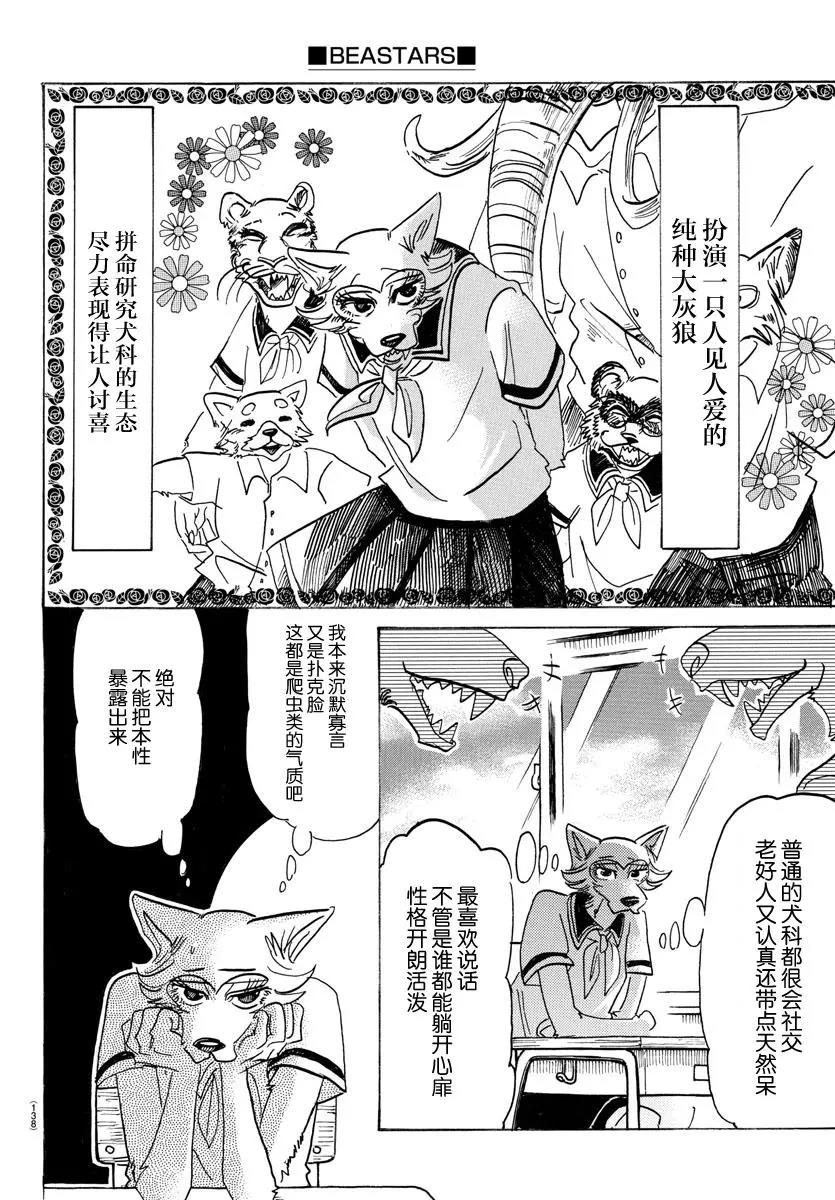 ■BEASTARS■
扮演一只人见人爱的
纯种大灰狼
拼命研究犬科的生态
尽力表现得让人讨喜
普通的犬科都很会社交
老好人又认真还带点天然呆
最喜欢说话
不管是谁都能躺开心扉
性格开朗活泼
我本来沉默寡言
又是扑克脸
这都是爬虫类的气质吧
绝对
不能把本性
暴露出来
(138)